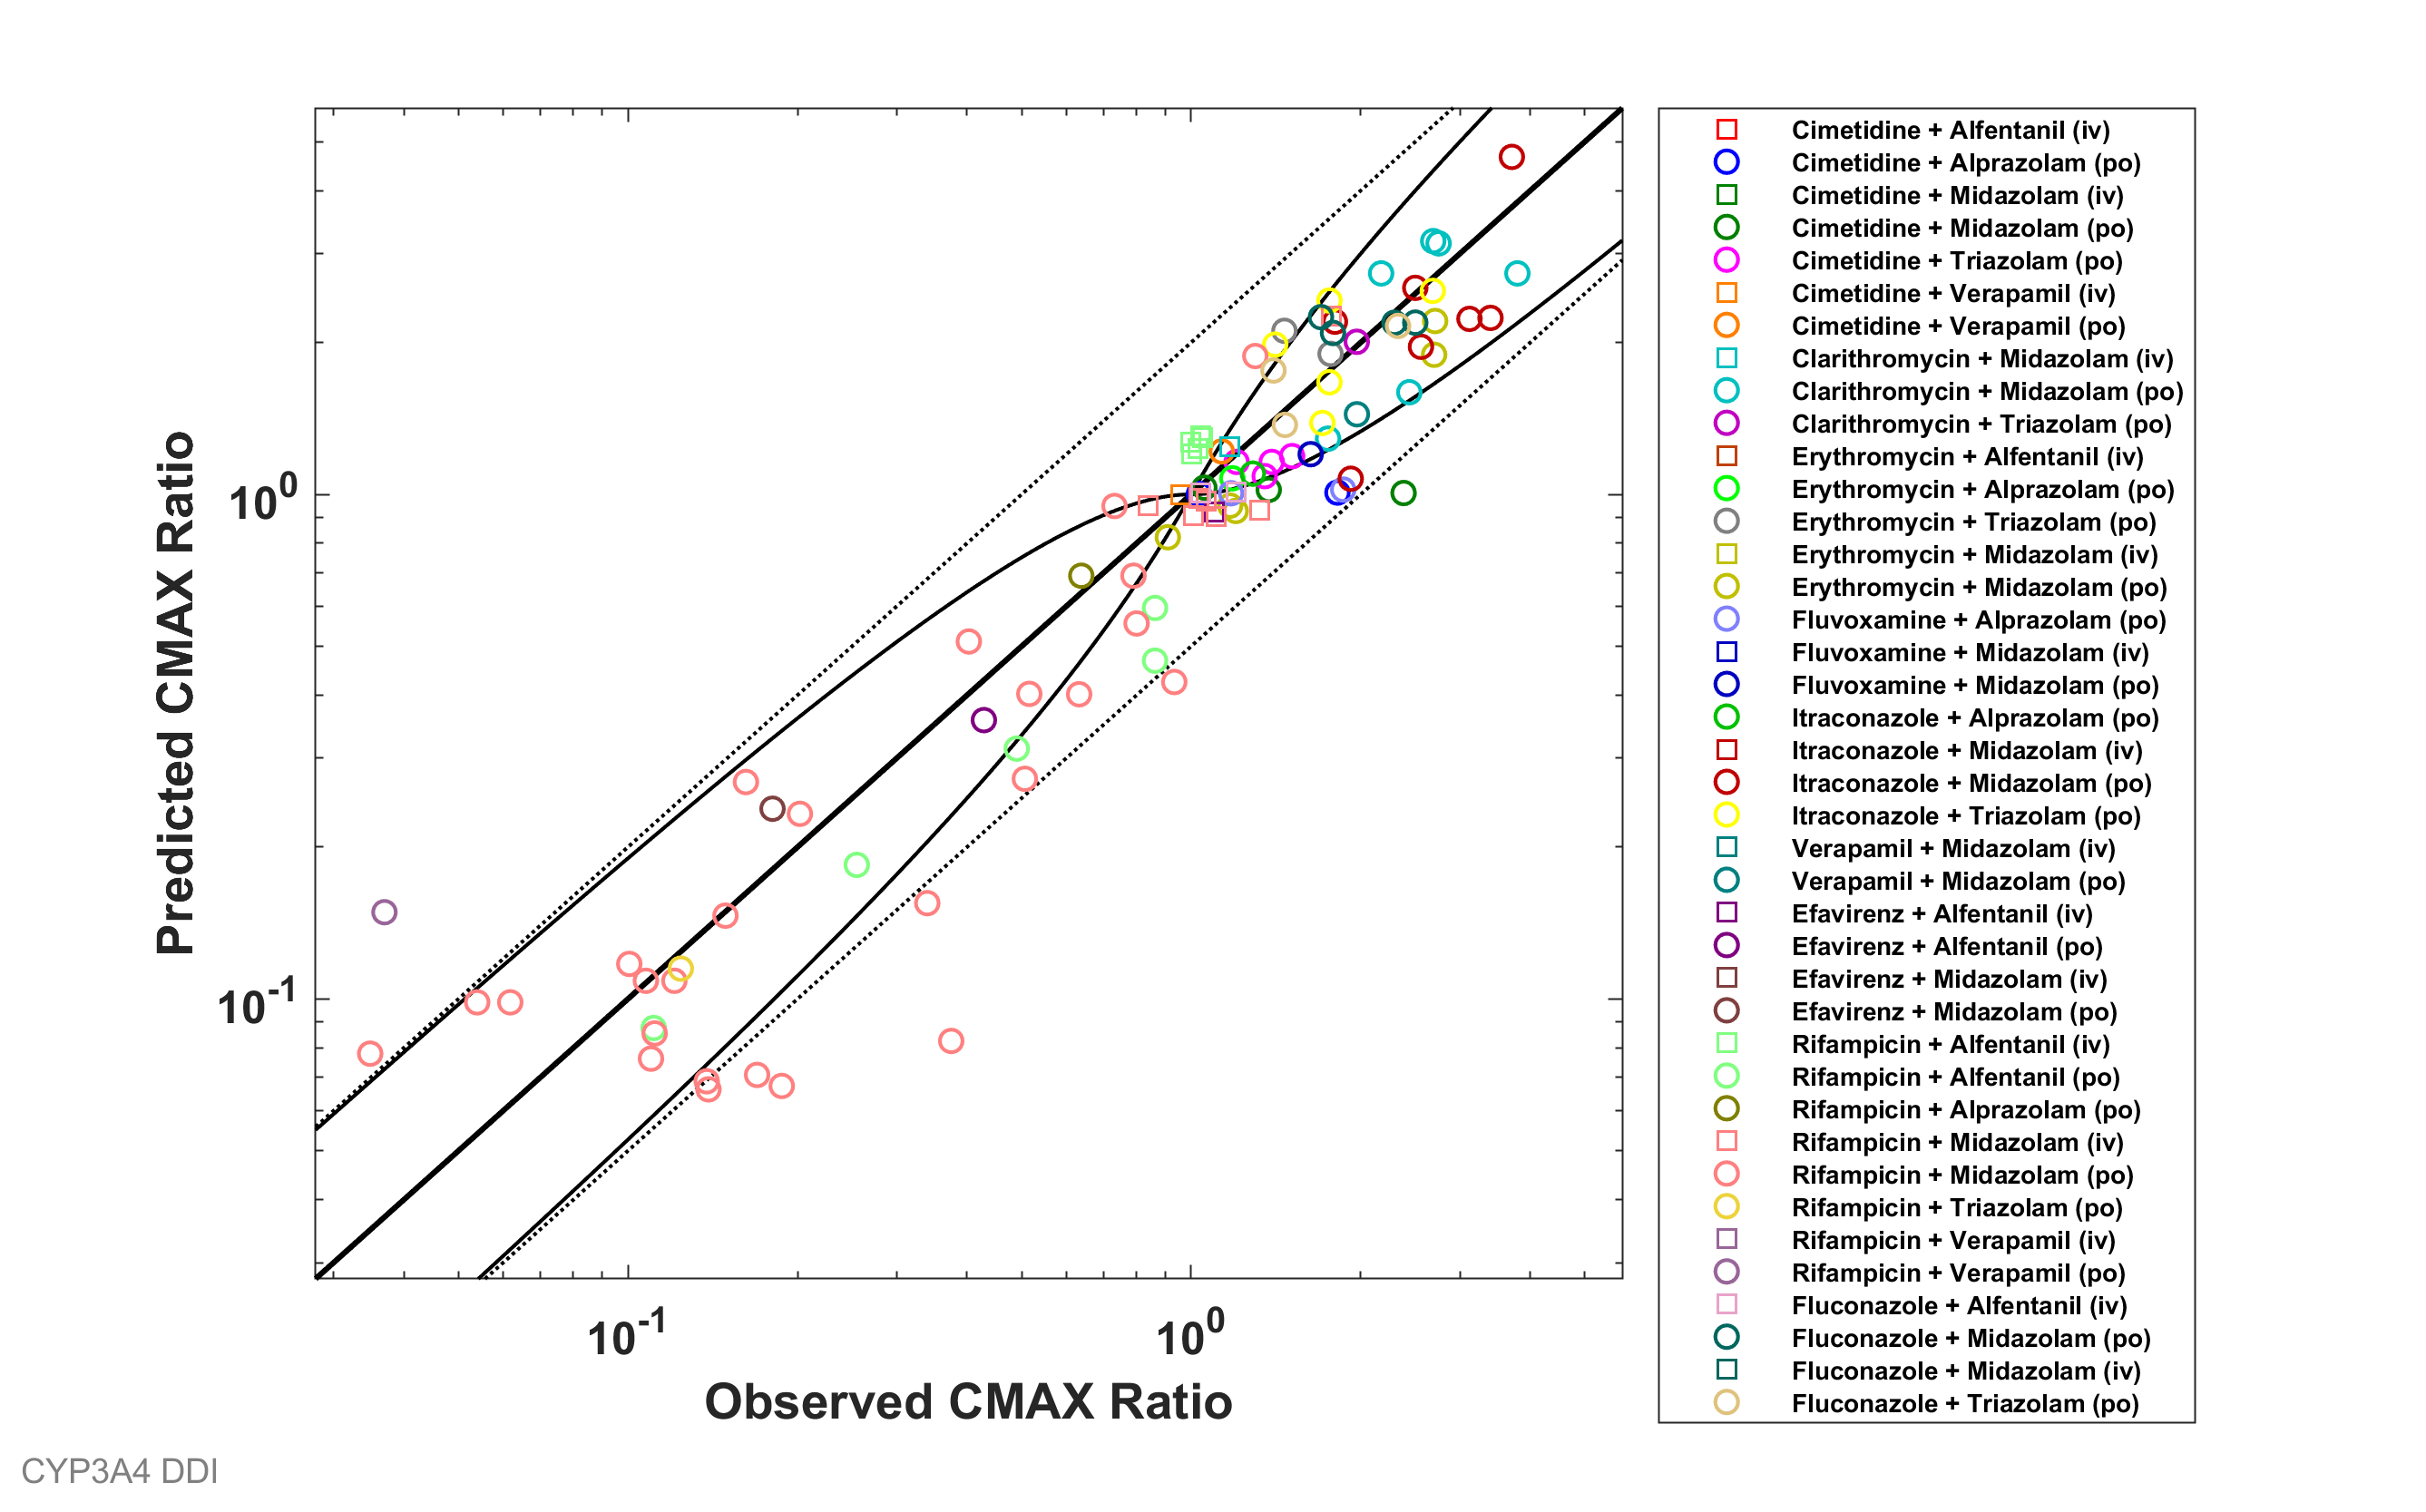 Predicted CMAX Ratio
10^0
10^-1
10^-1
10^0
Observed CMAX Ratio
Cimetidine + Alfentanil (iv)
Cimetidine + Alprazolam (po)
Cimetidine + Midazolam (iv)
Cimetidine + Midazolam (po)
Cimetidine + Triazolam (po)
Cimetidine + Verapamil (iv)
Cimetidine + Verapamil (po)
Clarithromycin + Midazolam (iv)
Clarithromycin + Midazolam (po)
Clarithromycin + Triazolam (po)
Erythromycin + Alfentanil (iv)
Erythromycin + Alprazolam (po)
Erythromycin + Triazolam (po)
Erythromycin + Midazolam (iv)
Erythromycin + Midazolam (po)
Fluvoxamine + Alprazolam (po)
Fluvoxamine + Midazolam (iv)
Fluvoxamine + Midazolam (po)
Itraconazole + Alprazolam (po)
Itraconazole + Midazolam (iv)
Itraconazole + Midazolam (po)
Itraconazole + Triazolam (po)
Verapamil + Midazolam (iv)
Verapamil + Midazolam (po)
Efavirenz + Alfentanil (iv)
Efavirenz + Alfentanil (po)
Efavirenz + Midazolam (iv)
Efavirenz + Midazolam (po)
Rifampicin + Alfentanil (iv)
Rifampicin + Alfentanil (po)
Rifampicin + Alprazolam (po)
Rifampicin + Midazolam (iv)
Rifampicin + Midazolam (po)
Rifampicin + Triazolam (po)
Rifampicin + Verapamil (iv)
Rifampicin + Verapamil (po)
Fluconazole + Alfentanil (iv)
Fluconazole + Midazolam (po)
Fluconazole + Midazolam (iv)
Fluconazole + Triazolam (po)
CYP3A4 DDI